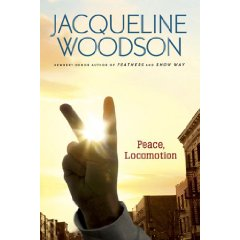 JACQUELINE
WOODSON
NEWBERY HONOR AUTHOR OF FEATHERS AND SHOW WAY
Peace,
Locomotion